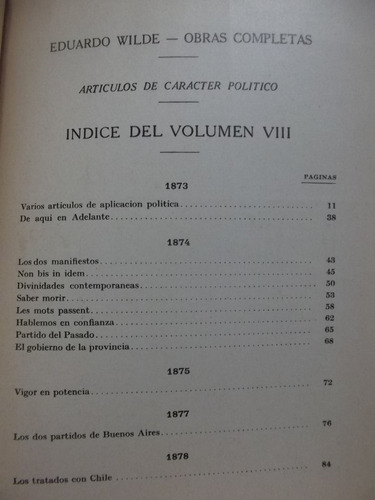 EDUARDO WILDE — OBRAS COMPLETAS
ARTICULOS DE CARACTER POLITICO
INDICE DEL VOLUMEN VIII
PAGINAS
1873
Varios articulos de aplicacion politica 11
De aqui en Adelante 38
1874
Los dos manifiestos 43
Non bis in idem 45
Divinidades contemporaneas 50
Saber morir 53
Les mots passent 58
Hablemos en confianza 62
Partido del Pasado 65
El gobierno de la provincia 68
1875
Vigor en potencia 72
1877
Los dos partidos de Buenos Aires 76
1878
Los tratados con Chile 84